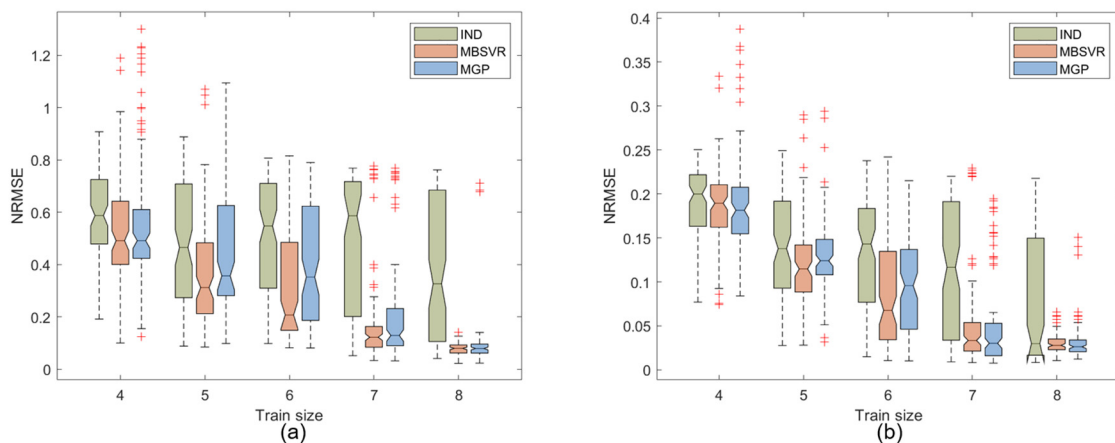 1.2
1
0.8
0.6
0.4
0.2
0
NRMSE
4 5 6 7 8
Train size
IND
MBSVR
MGP
(a)
0.4
0.35
0.3
0.25
0.2
0.15
0.1
0.05
0
NRMSE
4 5 6 7 8
Train size
IND
MBSVR
MGP
(b)